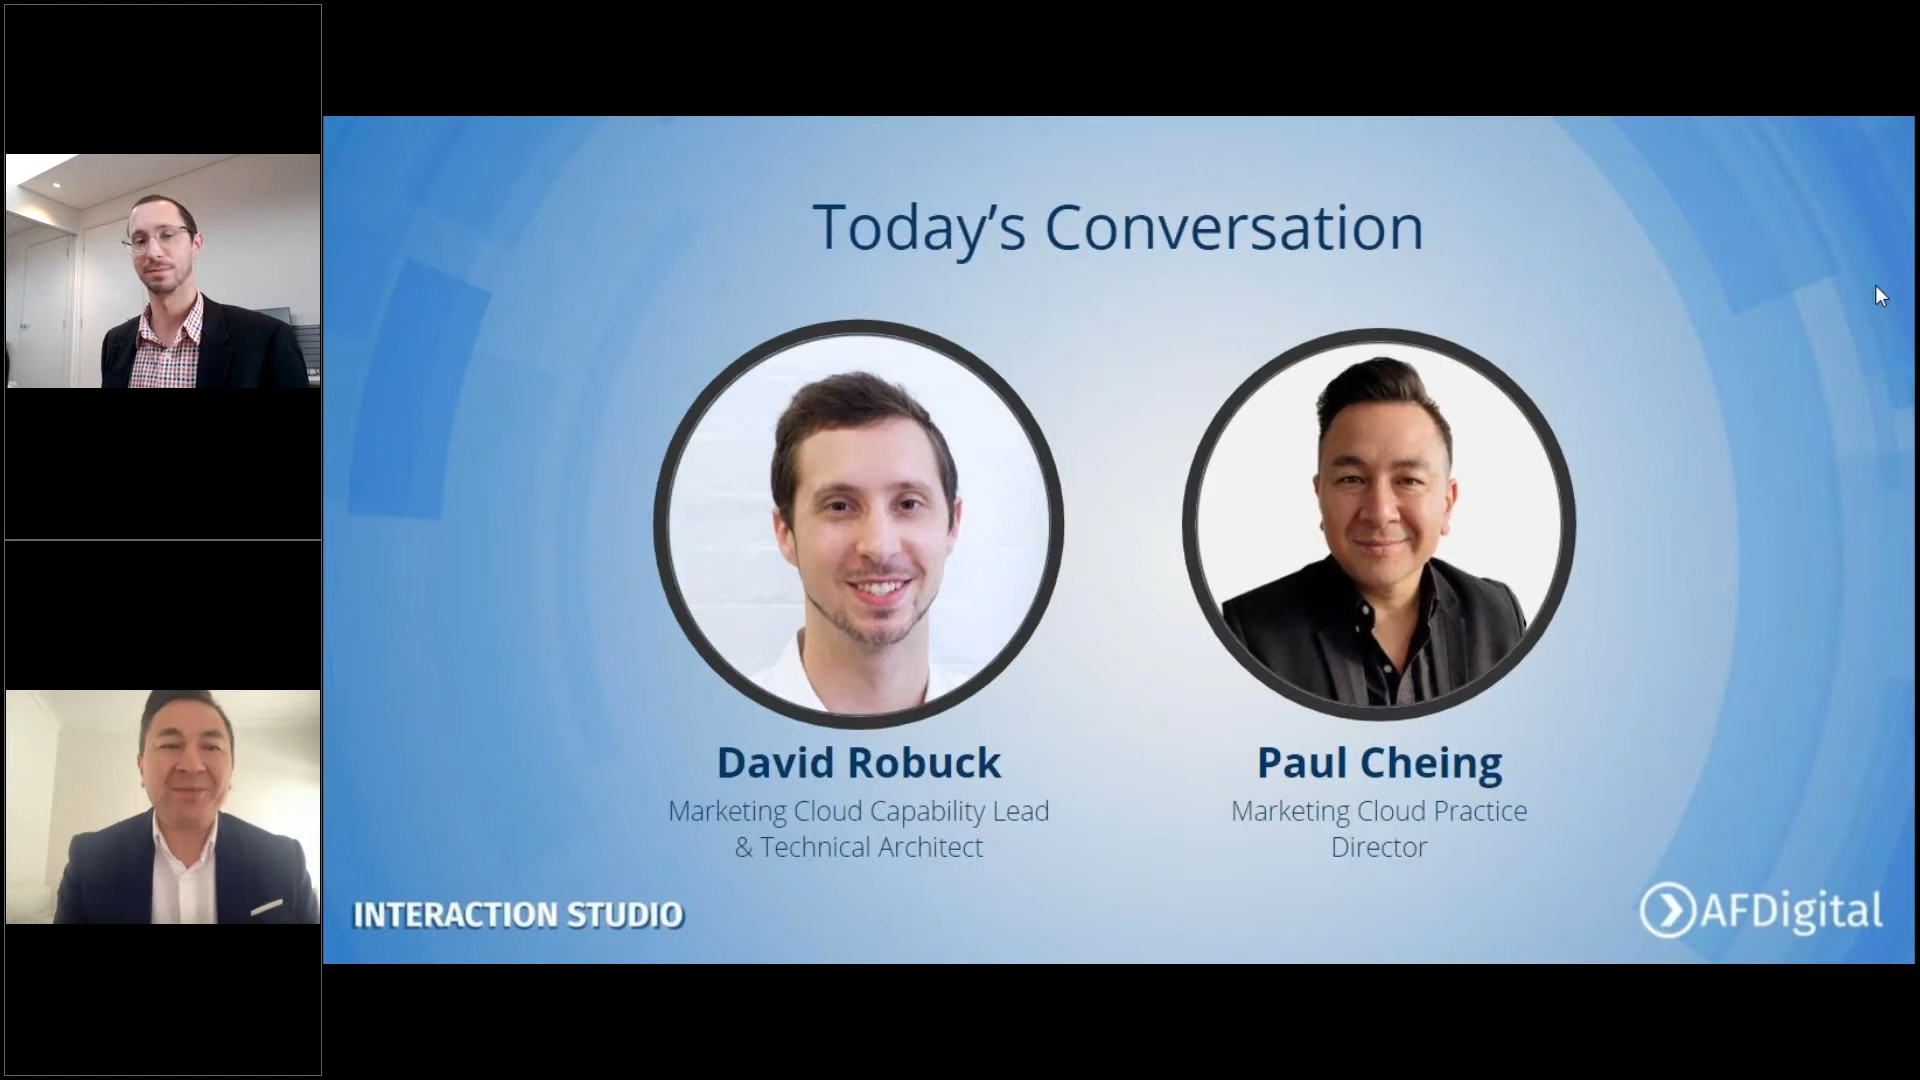 Today's Conversation
David Robuck
Marketing Cloud Capability Lead
& Technical Architect
Paul Cheing
Marketing Cloud Practice
Director
INTERACTION STUDIO
AFDigital